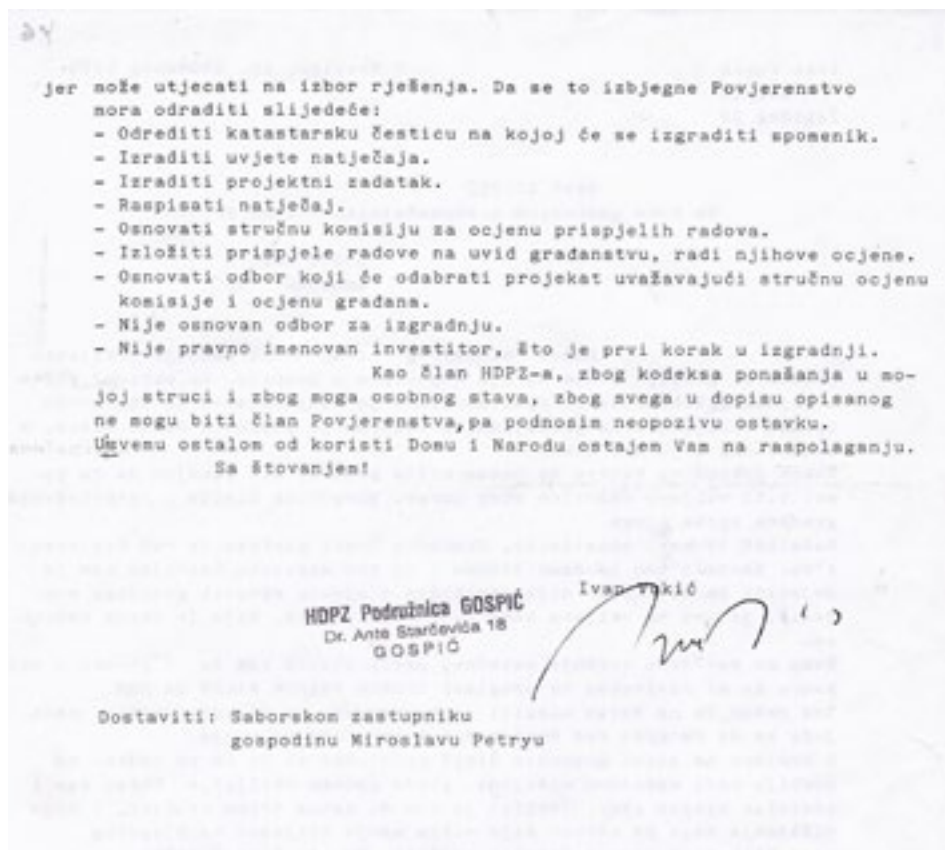 64
jer može utjecati na izbor rješenja. Da se to izbjegne Povjerenstvo
mora odraditi slijedeće:
- Odrediti katastarsku česticu na kojoj će se izgraditi spomenik.
- Izraditi uvjete natječaja.
- Izraditi projektni zadatak.
- Raspisati natječaj.
- Osnovati stručnu komisiju za ocjenu prispjelih radova.
- Izložiti prispjele radove na uvid građanstvu, radi njihove ocjene.
- Osnovati odbor koji će odabrati projekat uvažavajući stručnu ocjenu
komisije i ocjenu građana.
- Nije osnovan odbor za izgradnju.
- Nije pravno imenovan investitor, što je prvi korak u izgradnji.
Kao član HDPZ-a, zbog kodeksa ponašanja u mo-
joj struci i zbog moga osobnog stava, zbog svega u dopisu opisanog
ne mogu biti član Povjerenstva, pa podnosim neopozivu ostavku.
U svemu ostalom od koristi Domu i Narodu ostajem Vam na raspolaganju.
Sa štovanjem!
Ivan Vukić
HDPZ Podružnica GOSPIĆ
Dr. Ante Starčevića 18
GOSPIĆ
Dostaviti: Saborskom zastupniku
gospodinu Miroslavu Petryu